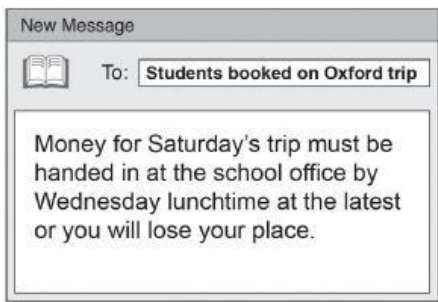 New Message
To: Students booked on Oxford trip
Money for Saturday's trip must be
handed in at the school office by
Wednesday lunchtime at the latest
or you will lose your place.